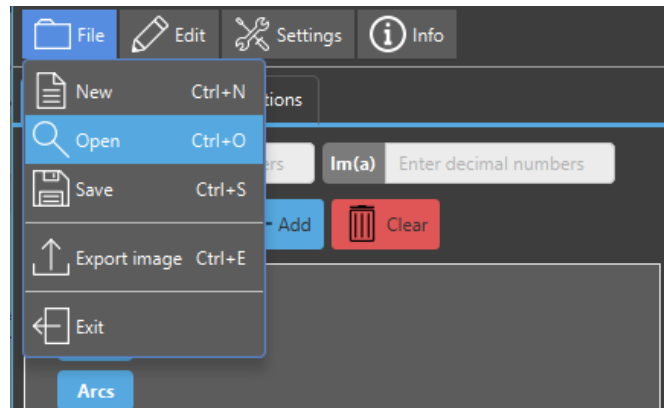 File Edit Settings Info
New Ctrl+N
Open Ctrl+O
Im(a) Enter decimal numbers
Save Ctrl+S
Add Clear
Export image Ctrl+E
Exit
Arcs